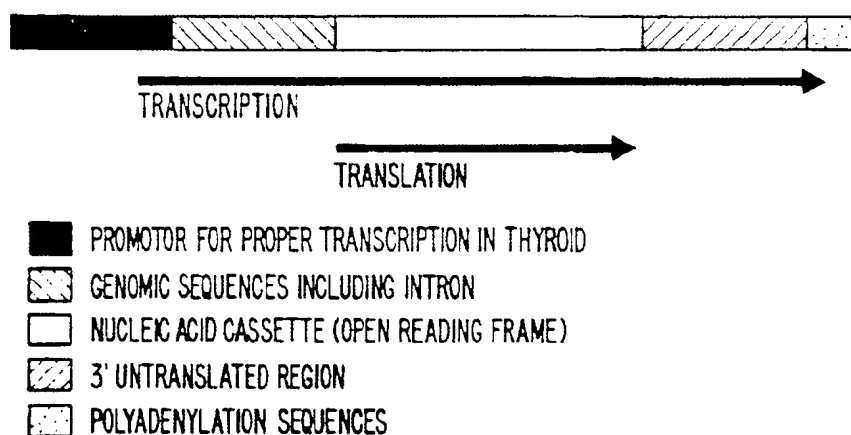 TRANSCRIPTION
TRANSLATION
PROMOTOR FOR PROPER TRANSCRIPTION IN THYROID
GENOMIC SEQUENCES INCLUDING INTRON
NUCLEIC ACID CASSETTE (OPEN READING FRAME)
3' UNTRANSLATED REGION
POLYADENYLATION SEQUENCES